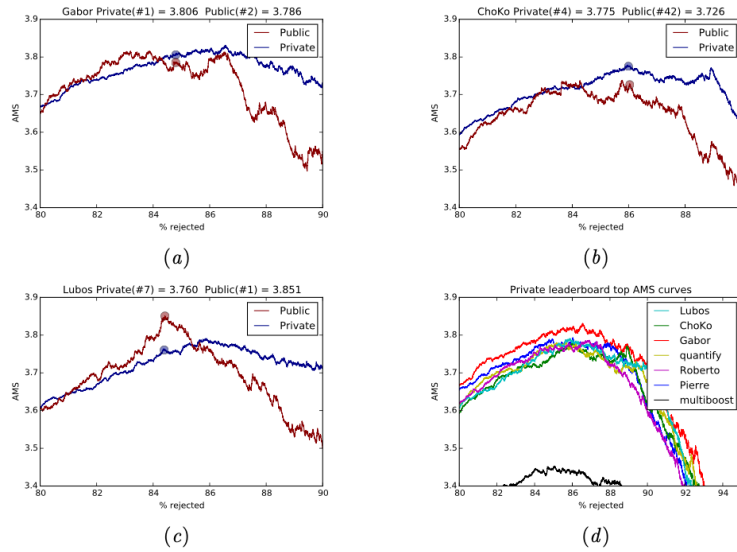 Gabor Private(#1) = 3.806 Public(#2) = 3.786
3.9
3.8
3.7
3.6
3.5
3.4
AMS
Public
Private
80 82 84 86 88 90
% rejected
(a)
ChoKo Private(#4) = 3.775 Public(#42) = 3.726
3.9
3.8
3.7
3.6
3.5
3.4
AMS
Public
Private
80 82 84 86 88
% rejected
(b)
Lubos Private(#7) = 3.760 Public(#1) = 3.851
3.9
3.8
3.7
3.6
3.5
3.4
AMS
Public
Private
80 82 84 86 88 90
% rejected
(c)
Private leaderboard top AMS curves
3.9
3.8
3.7
3.6
3.5
3.4
AMS
Lubos
ChoKo
Gabor
quantify
Roberto
Pierre
multiboost
80 82 84 86 88 90 92 94
% rejected
(d)